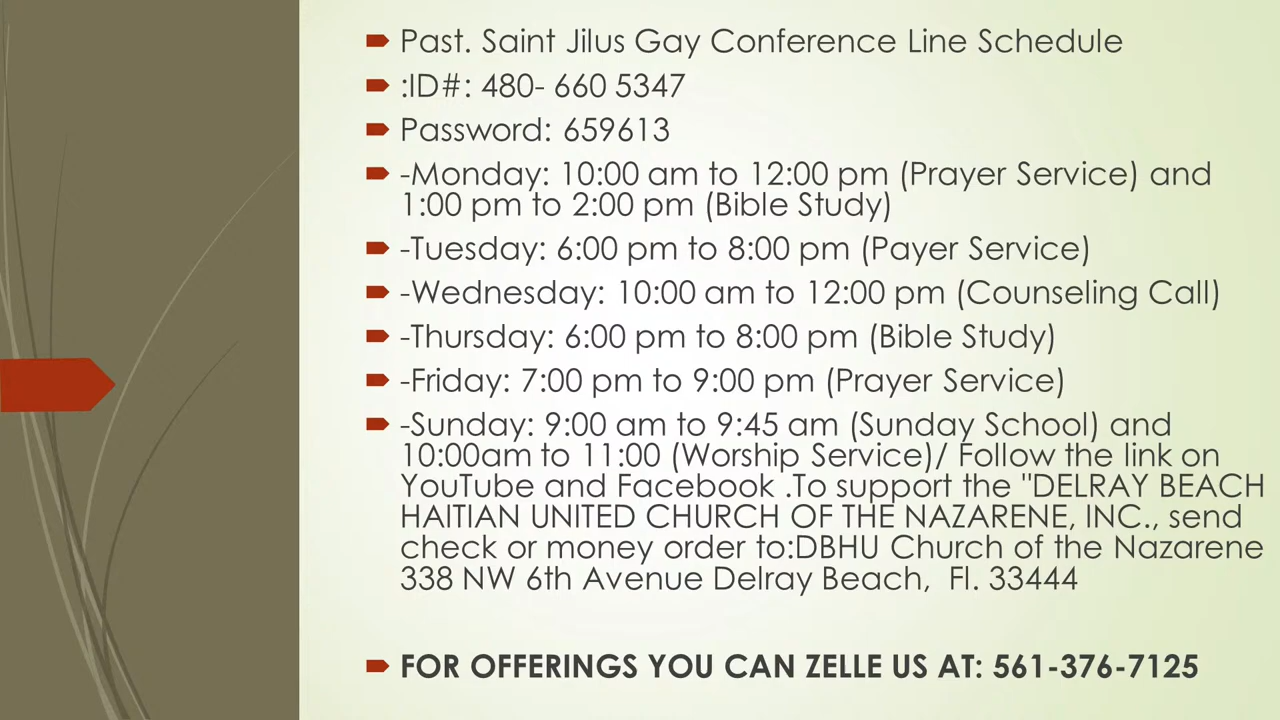 Past. Saint Jilus Gay Conference Line Schedule
:ID#: 480- 660 5347
Password: 659613
-Monday: 10:00 am to 12:00 pm (Prayer Service) and
1:00 pm to 2:00 pm (Bible Study)
-Tuesday: 6:00 pm to 8:00 pm (Payer Service)
-Wednesday: 10:00 am to 12:00 pm (Counseling Call)
-Thursday: 6:00 pm to 8:00 pm (Bible Study)
-Friday: 7:00 pm to 9:00 pm (Prayer Service)
-Sunday: 9:00 am to 9:45 am (Sunday School) and
10:00am to 11:00 (Worship Service)/ Follow the link on
YouTube and Facebook .To support the "DELRAY BEACH
HAITIAN UNITED CHURCH OF THE NAZARENE, INC., send
check or money order to:DBHU Church of the Nazarene
338 NW 6th Avenue Delray Beach,  Fl. 33444
FOR OFFERINGS YOU CAN ZELLE US AT: 561-376-7125